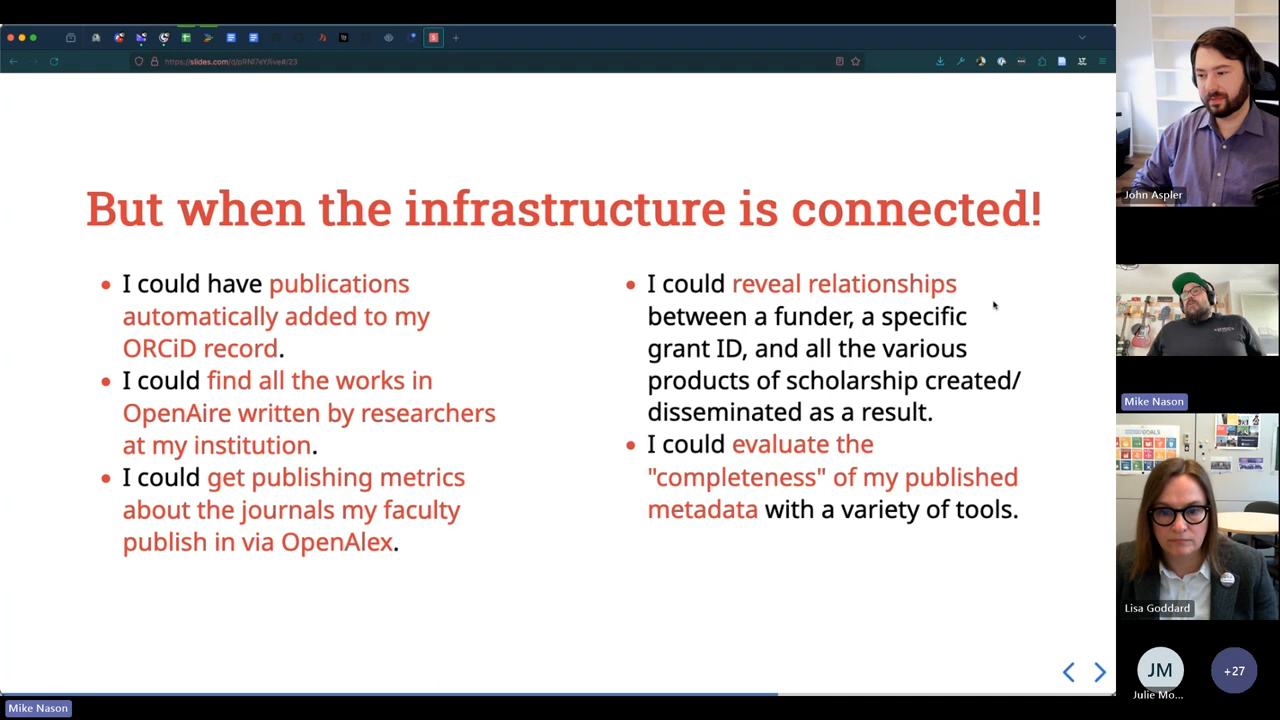 https://slides.com/d/pRNl7eY/live#/23
But when the infrastructure is connected!
I could have publications
automatically added to my
ORCiD record.
I could find all the works in
OpenAire written by researchers
at my institution.
I could get publishing metrics
about the journals my faculty
publish in via OpenAlex.
I could reveal relationships
between a funder, a specific
grant ID, and all the various
products of scholarship created/
disseminated as a result.
I could evaluate the
"completeness" of my published
metadata with a variety of tools.
John Aspler
Mike Nason
GOALS
Lisa Goddard
JM
Julie Mo...
+27
Mike Nason